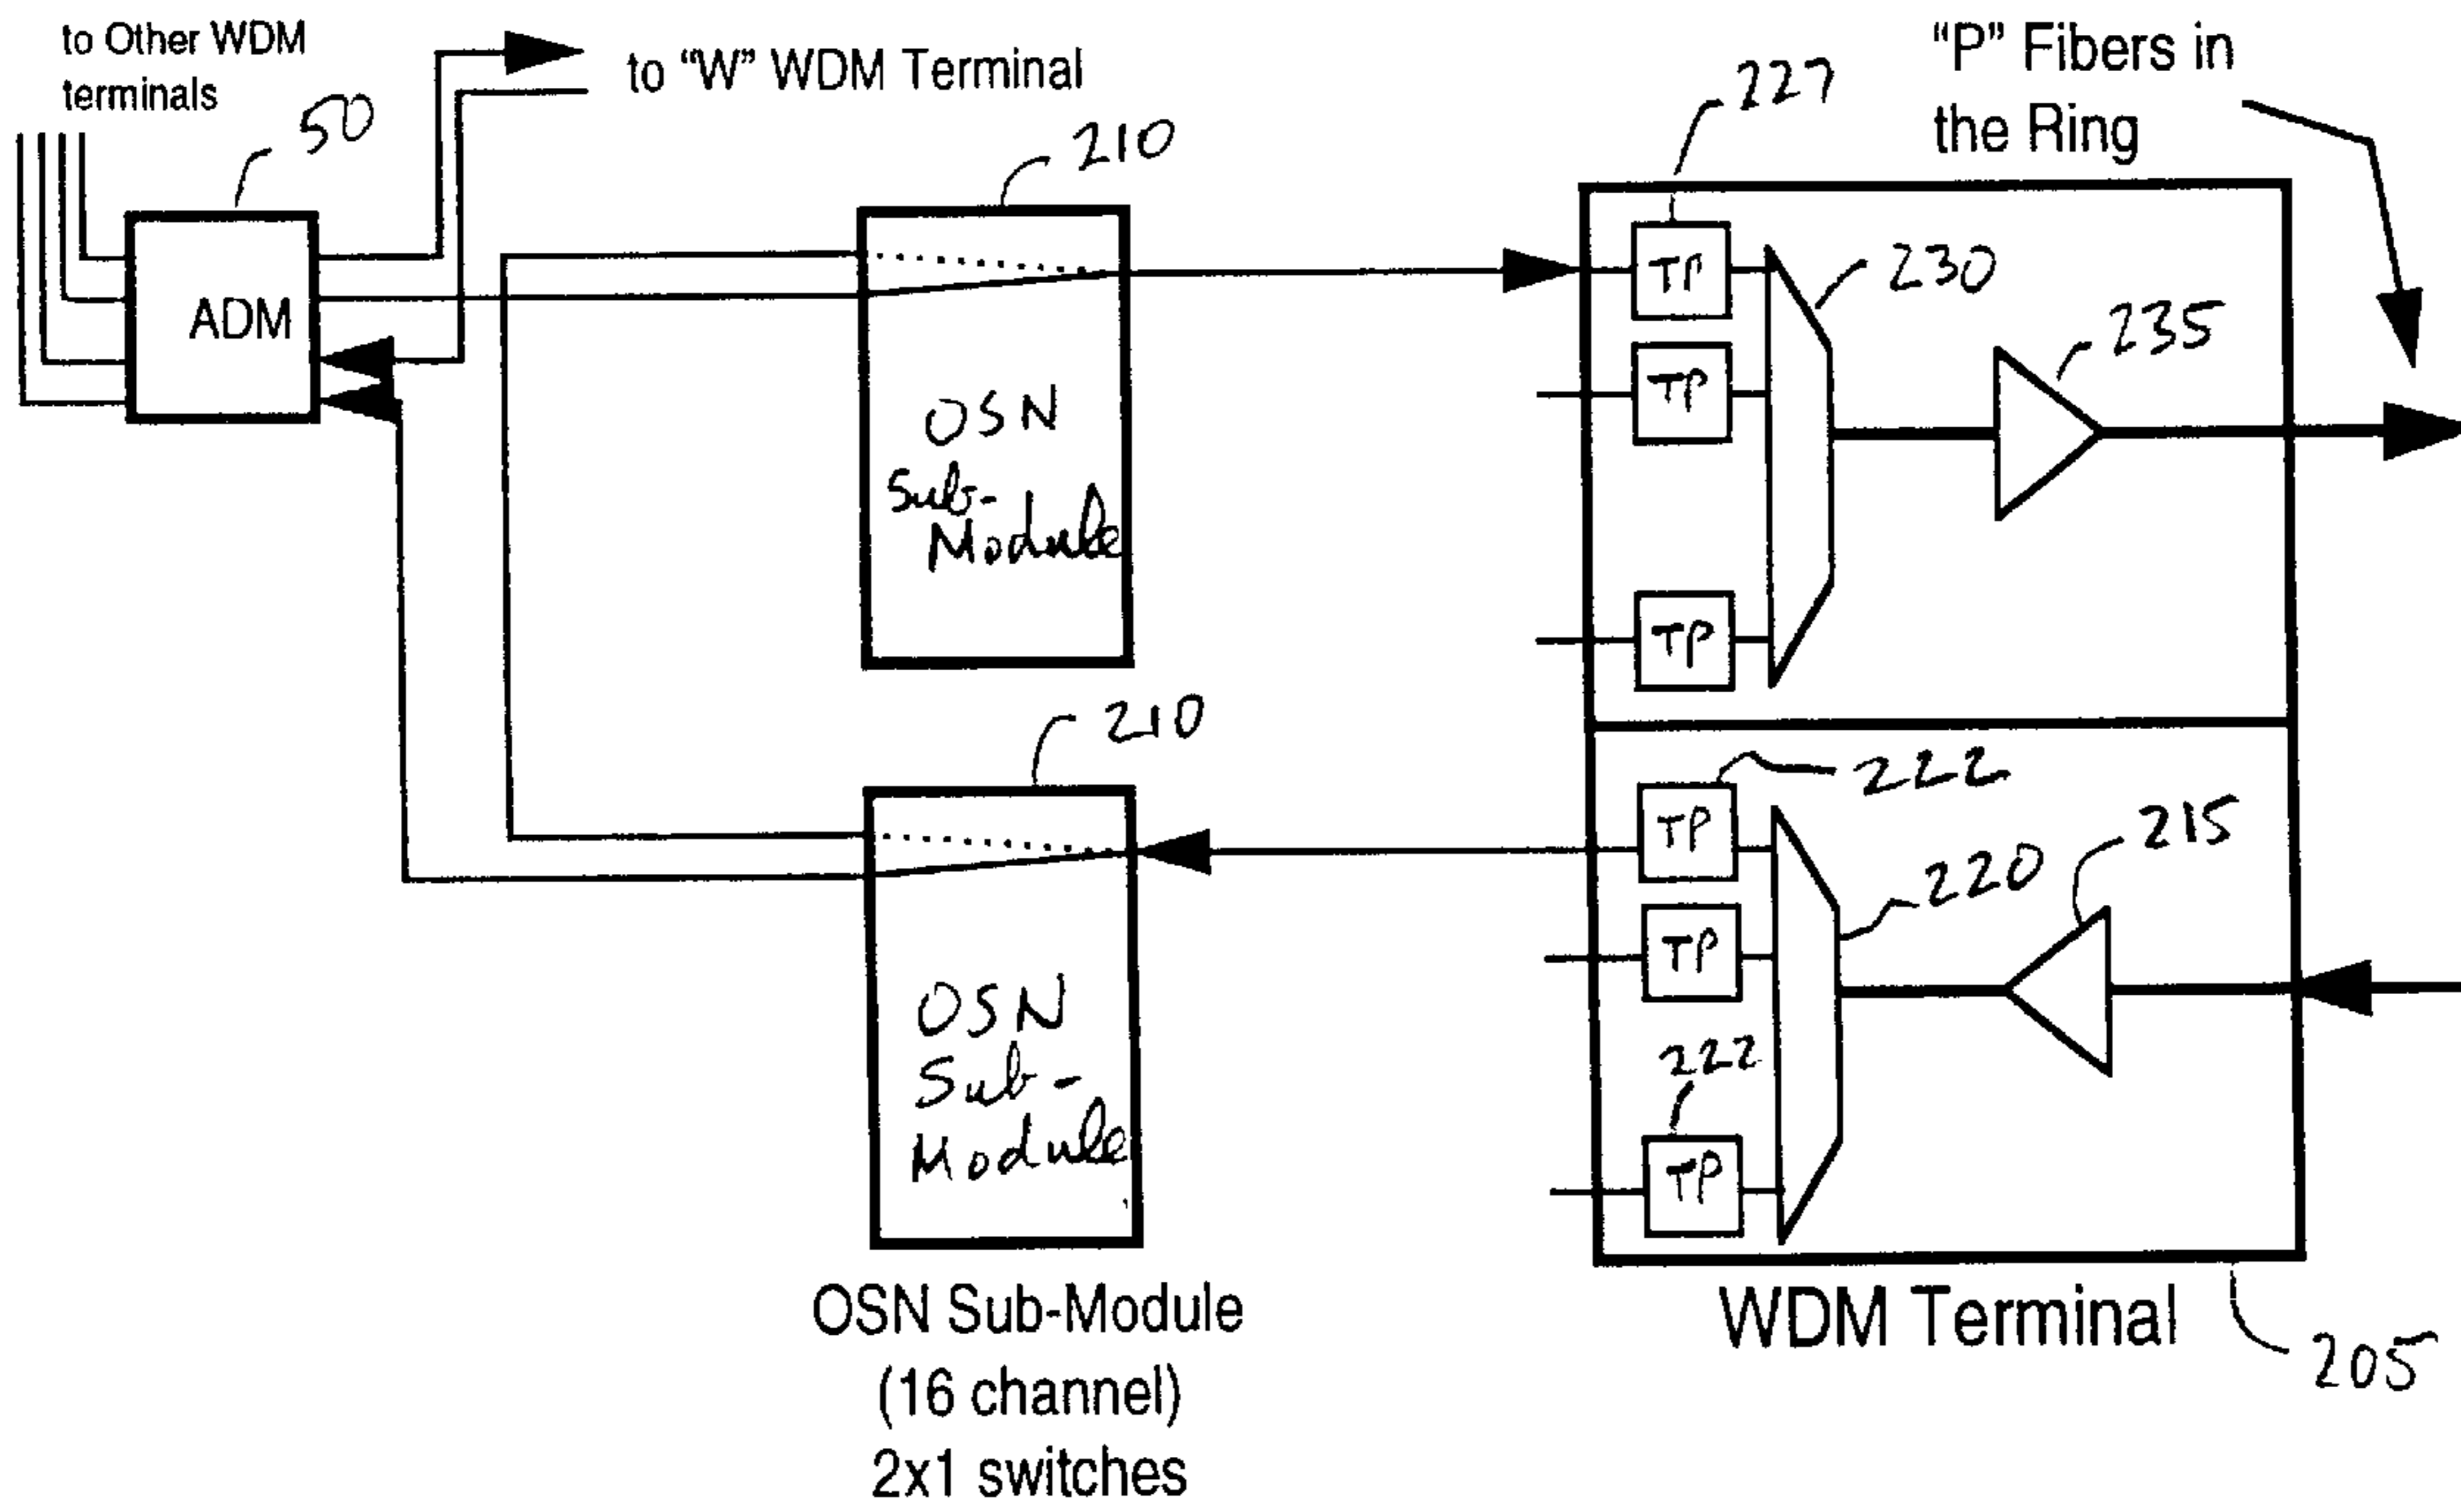 to Other WDM
terminals
to "W" WDM Terminal
"P" Fibers in
the Ring
50
210
227
ADM
TP
230
235
TP
OSN
Sub-
Module
TP
210
222
TP
215
220
TP
OSN
Sub-
Module
222
TP
OSN Sub-Module
(16 channel)
2x1 switches
WDM Terminal
205